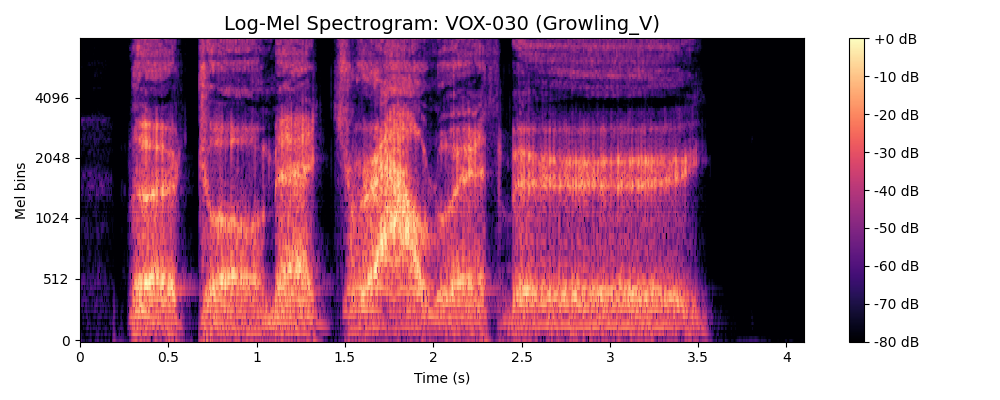 Log-Mel Spectrogram: VOX-030 (Growling_V)
Mel bins
4096
2048
1024
512
0
0 0.5 1 1.5 2 2.5 3 3.5 4
Time (s)
+0 dB
-10 dB
-20 dB
-30 dB
-40 dB
-50 dB
-60 dB
-70 dB
-80 dB